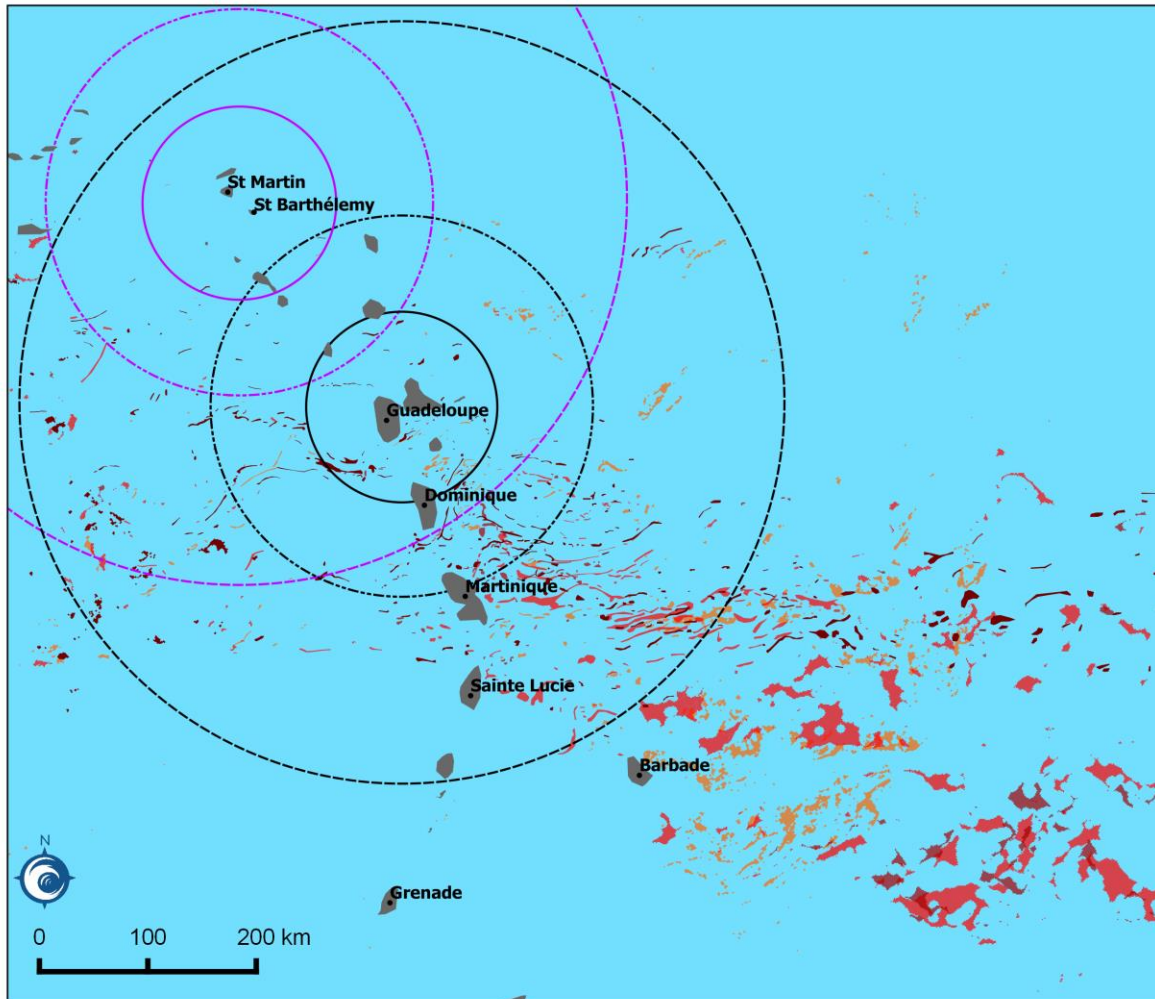 St Martin
St Barthélemy
Guadeloupe
Dominique
Martinique
Sainte Lucie
Barbade
N
Grenade
0 100 200 km